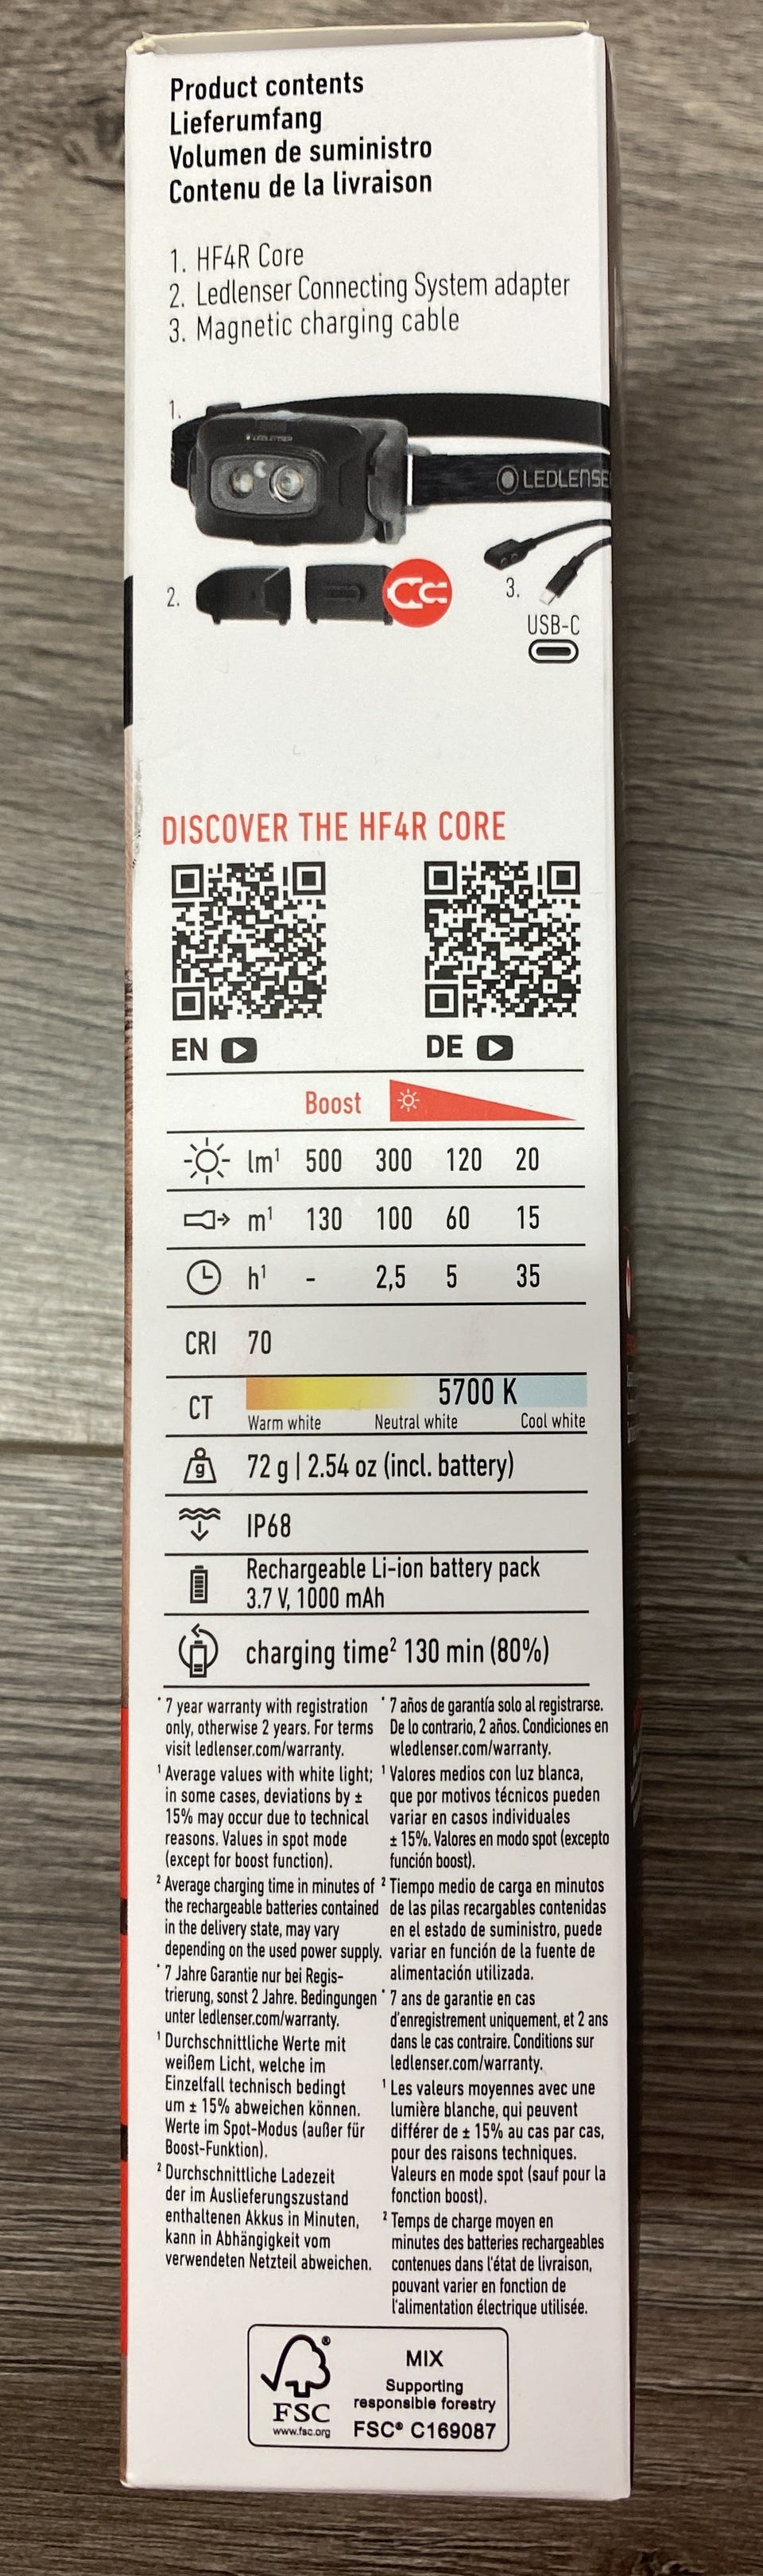 Product contents
Lieferumfang
Volumen de suministro
Contenu de la livraison
1. HF4R Core
2. Ledlenser Connecting System adapter
3. Magnetic charging cable
1.
LEDLENSER
LEDLENSE
2.
3.
USB-C
DISCOVER THE HF4R CORE
EN
DE
Boost
lm¹ 500 300 120 20
m¹ 130 100 60 15
h¹ - 2,5 5 35
CRI 70
CT 5700 K
Warm white Neutral white Cool white
g 72 g | 2.54 oz (incl. battery)
IP68
Rechargeable Li-ion battery pack
3.7 V, 1000 mAh
charging time² 130 min (80%)
* 7 year warranty with registration
only, otherwise 2 years. For terms
visit ledlenser.com/warranty.
¹ Average values with white light;
in some cases, deviations by ±
15% may occur due to technical
reasons. Values in spot mode
(except for boost function).
² Average charging time in minutes of
the rechargeable batteries contained
in the delivery state, may vary
depending on the used power supply.
* 7 Jahre Garantie nur bei Regis-
trierung, sonst 2 Jahre. Bedingungen
unter ledlenser.com/warranty.
¹ Durchschnittliche Werte mit
weißem Licht, welche im
Einzelfall technisch bedingt
um ± 15% abweichen können.
Werte im Spot-Modus (außer für
Boost-Funktion).
² Durchschnittliche Ladezeit
der im Auslieferungszustand
enthaltenen Akkus in Minuten,
kann in Abhängigkeit vom
verwendeten Netzteil abweichen.
* 7 años de garantía solo al registrarse.
De lo contrario, 2 años. Condiciones en
wledlenser.com/warranty.
¹ Valores medios con luz blanca,
que por motivos técnicos pueden
variar en casos individuales
± 15%. Valores en modo spot (excepto
función boost).
² Tiempo medio de carga en minutos
de las pilas recargables contenidas
en el estado de suministro, puede
variar en función de la fuente de
alimentación utilizada.
* 7 ans de garantie en cas
d'enregistrement uniquement, et 2 ans
dans le cas contraire. Conditions sur
ledlenser.com/warranty.
¹ Les valeurs moyennes avec une
lumière blanche, qui peuvent
différer de ± 15% au cas par cas,
pour des raisons techniques.
Valeurs en mode spot (sauf pour la
fonction boost).
² Temps de charge moyen en
minutes des batteries rechargeables
contenues dans l'état de livraison,
pouvant varier en fonction de
l'alimentation électrique utilisée.
®
FSC
www.fsc.org
MIX
Supporting
responsible forestry
FSC® C169087